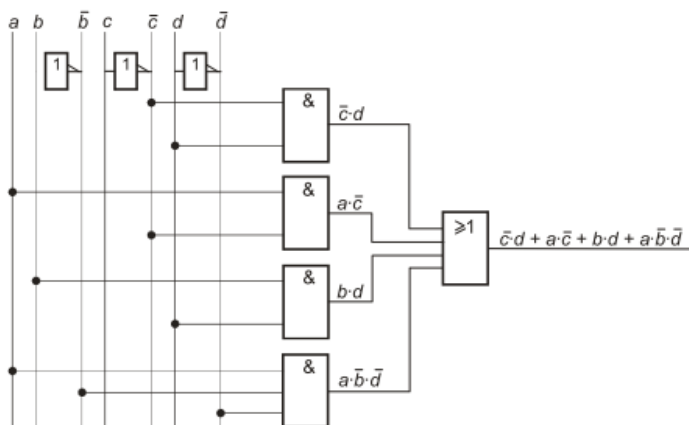 a b b̄ c c̄ d d̄
1 1 1
&
c̄·d
&
a·c̄
≥1
c̄·d + a·c̄ + b·d + a·b̄·d̄
&
b·d
&
a·b̄·d̄